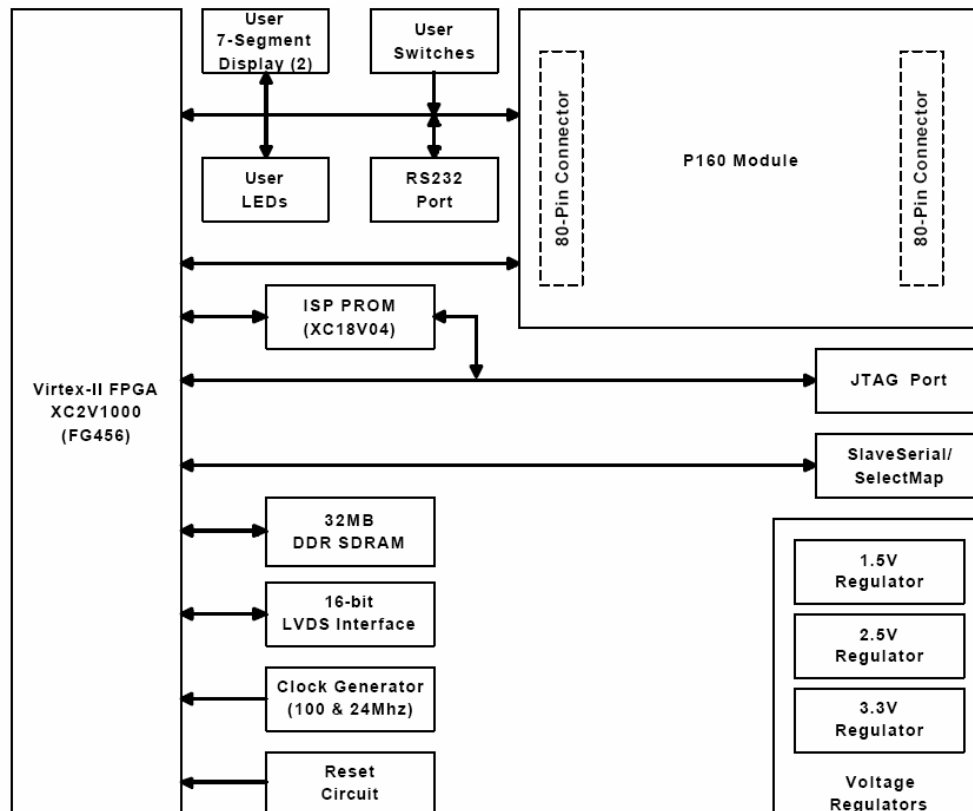 User
7-Segment
Display (2)
User
Switches
User
LEDs
RS232
Port
80-Pin Connector
P160 Module
80-Pin Connector
ISP PROM
(XC18V04)
Virtex-II FPGA
XC2V1000
(FG456)
JTAG Port
SlaveSerial/
SelectMap
32MB
DDR SDRAM
16-bit
LVDS Interface
Clock Generator
(100 & 24Mhz)
Reset
Circuit
1.5V
Regulator
2.5V
Regulator
3.3V
Regulator
Voltage
Regulators